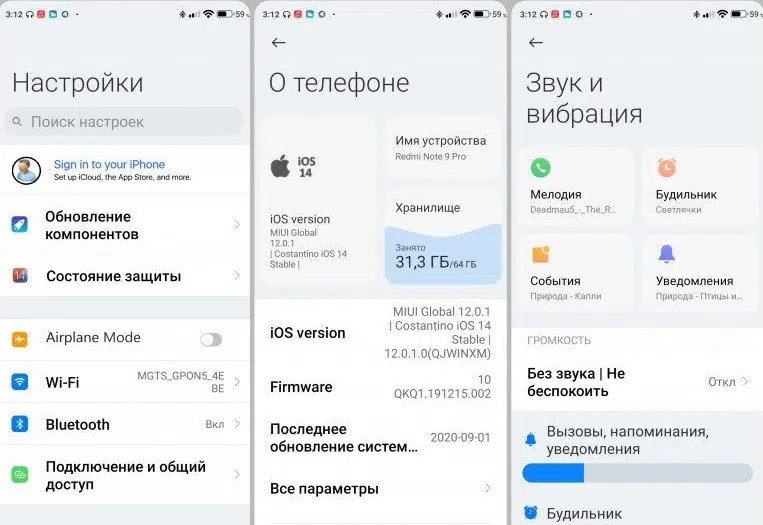 3:12
59
Настройки
Поиск настроек
Sign in to your iPhone
Set up iCloud, the App Store, and more.
Обновление
компонентов
14
Состояние защиты
Airplane Mode
Wi-Fi
MGTS_GPON5_4E
BE
Bluetooth
Вкл
Подключение и общий
доступ
3:12
59
О телефоне
iOS
14
iOS version
MIUI Global
12.0.1
| Costantino iOS 14
Stable |
Имя устройства
Redmi Note 9 Pro
Хранилище
Занято
31,3 ГБ/64 ГБ
iOS version
MIUI Global 12.0.1
| Costantino iOS 14
Stable |
12.0.1.0(QJWINXM)
Firmware
10
QKQ1.191215.002
Последнее
обновление систем...
2020-09-01
Все параметры
3:12
59
Звук и
вибрация
Мелодия
Deadmau5_-_The_R...
Будильник
Светлячки
События
Природа - Капли
Уведомления
Природа - Птицы и...
ГРОМКОСТЬ
Без звука | Не
беспокоить
Откл
Вызовы, напоминания,
уведомления
Будильник